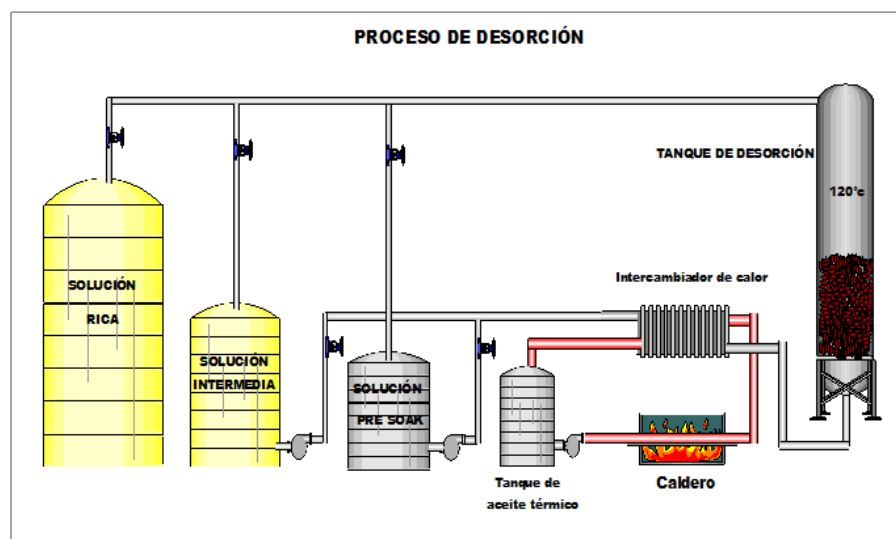 PROCESO DE DESORCIÓN
TANQUE DE DESORCIÓN
120°c
Intercambiador de calor
SOLUCIÓN
RICA
SOLUCIÓN
INTERMEDIA
SOLUCIÓN
PRE SOAK
Tanque de
aceite térmico
Caldero